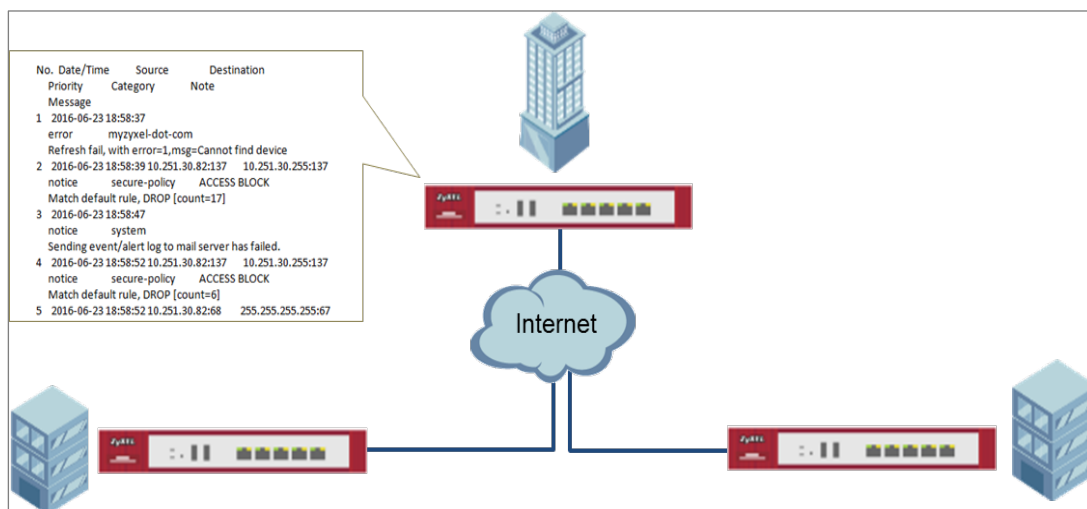 No. Date/Time Source Destination
Priority Category Note
Message
1 2016-06-23 18:58:37
error myzyxel-dot-com
Refresh fail, with error=1,msg=Cannot find device
2 2016-06-23 18:58:39 10.251.30.82:137 10.251.30.255:137
notice secure-policy ACCESS BLOCK
Match default rule, DROP [count=17]
3 2016-06-23 18:58:47
notice system
Sending event/alert log to mail server has failed.
4 2016-06-23 18:58:52 10.251.30.82:137 10.251.30.255:137
notice secure-policy ACCESS BLOCK
Match default rule, DROP [count=6]
5 2016-06-23 18:58:52 10.251.30.82:68 255.255.255.255:67
ZyXEL
Internet
ZyXEL
ZyXEL